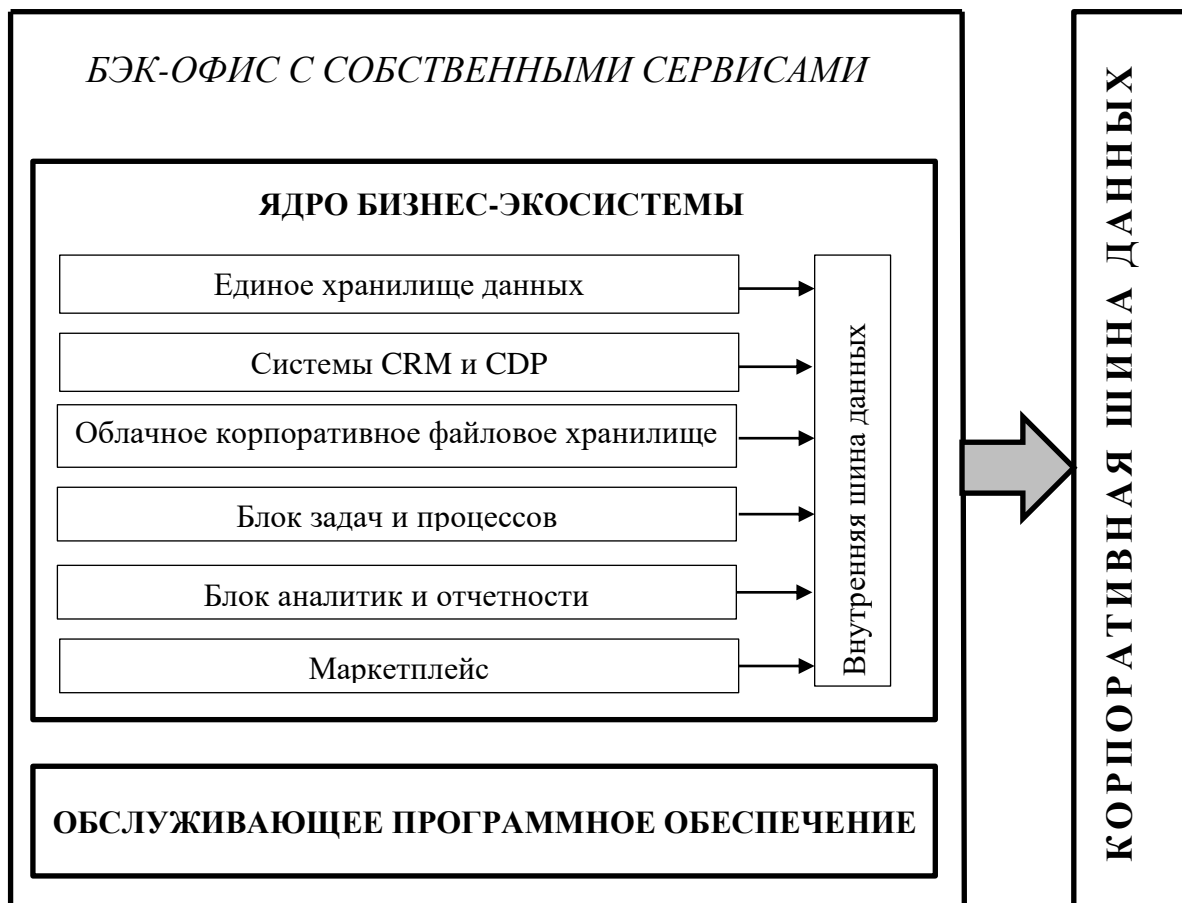 БЭК-ОФИС С СОБСТВЕННЫМИ СЕРВИСАМИ
ЯДРО БИЗНЕС-ЭКОСИСТЕМЫ
Единое хранилище данных
Системы CRM и CDP
Облачное корпоративное файловое хранилище
Блок задач и процессов
Блок аналитик и отчетности
Маркетплейс
Внутренняя шина данных
ОБСЛУЖИВАЮЩЕЕ ПРОГРАММНОЕ ОБЕСПЕЧЕНИЕ
КОРПОРАТИВНАЯ ШИНА ДАННЫХ